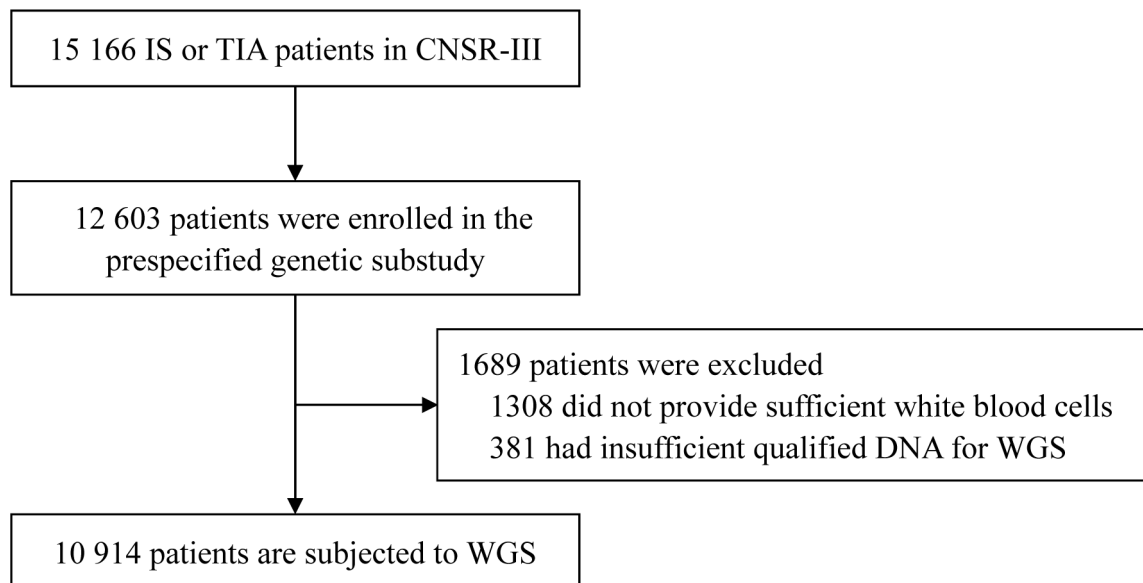 15 166 IS or TIA patients in CNSR-III
12 603 patients were enrolled in the
prespecified genetic substudy
1689 patients were excluded
1308 did not provide sufficient white blood cells
381 had insufficient qualified DNA for WGS
10 914 patients are subjected to WGS